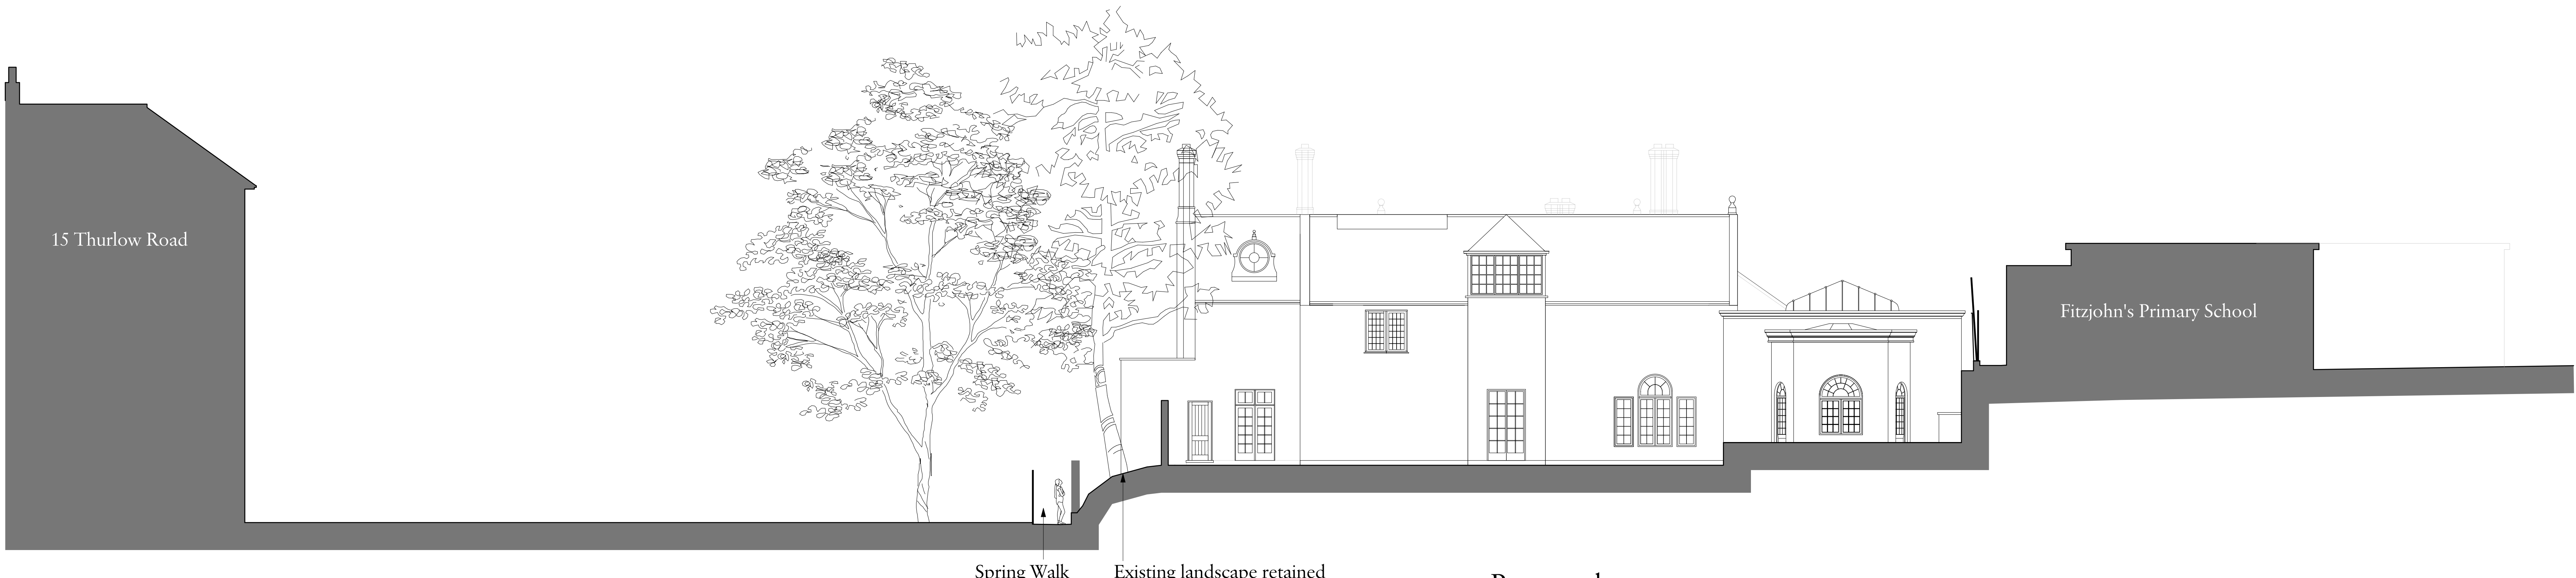 15 Thurlow Road
Fitzjohn's Primary School
Spring Walk
Existing landscape retained